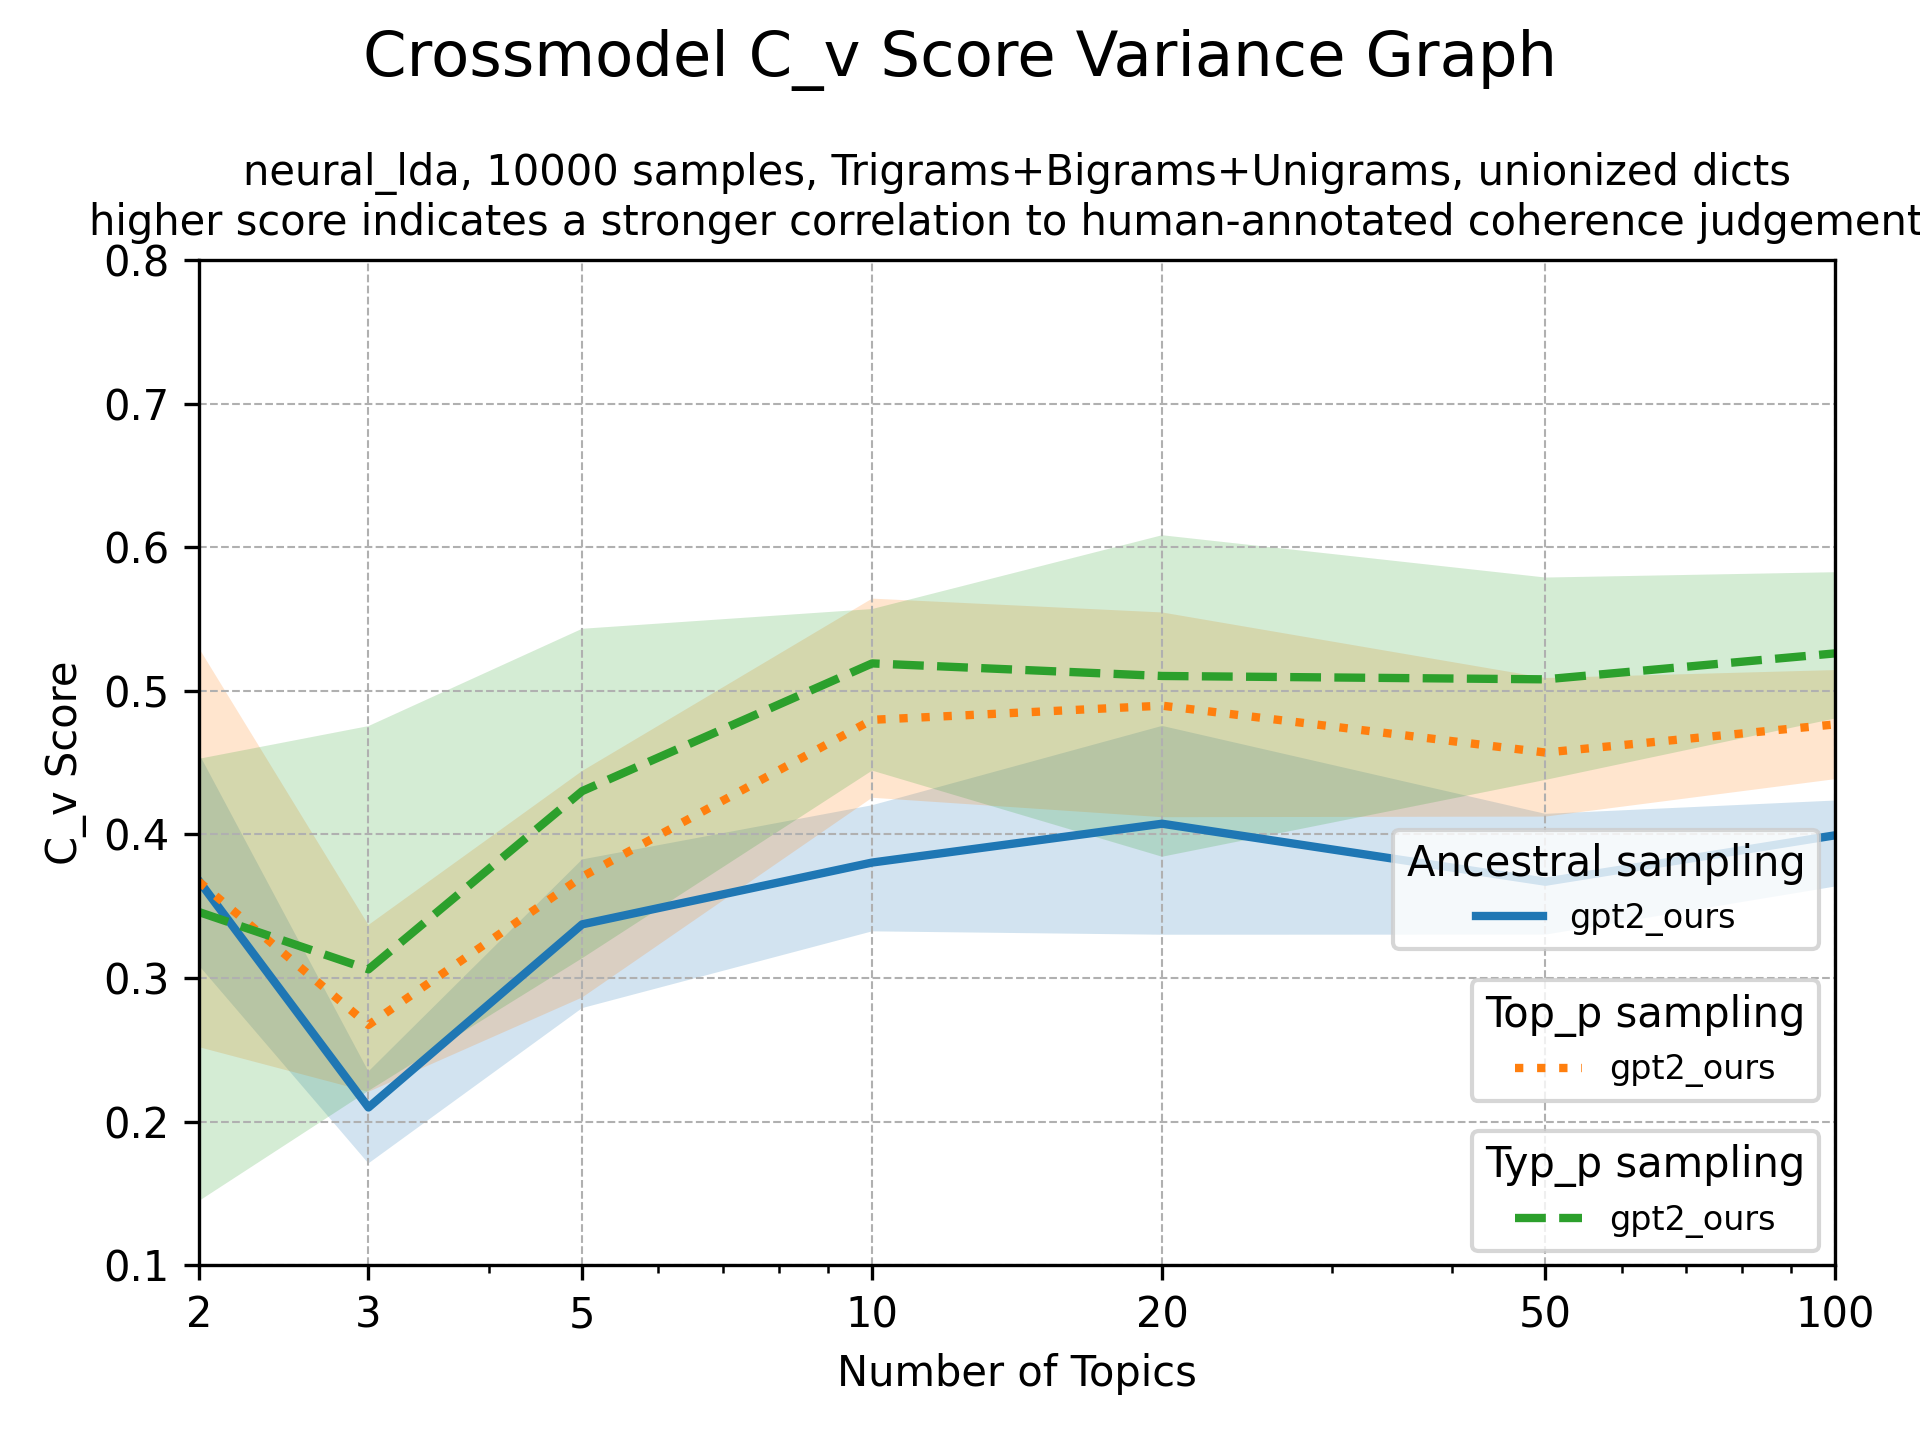 Crossmodel C_v Score Variance Graph
neural_lda, 10000 samples, Trigrams+Bigrams+Unigrams, unionized dicts
higher score indicates a stronger correlation to human-annotated coherence judgement
0.8
0.7
0.6
0.5
0.4
0.3
0.2
0.1
C_v Score
2 3 5 10 20 50 100
Number of Topics
Ancestral sampling
gpt2_ours
Top_p sampling
gpt2_ours
Typ_p sampling
gpt2_ours